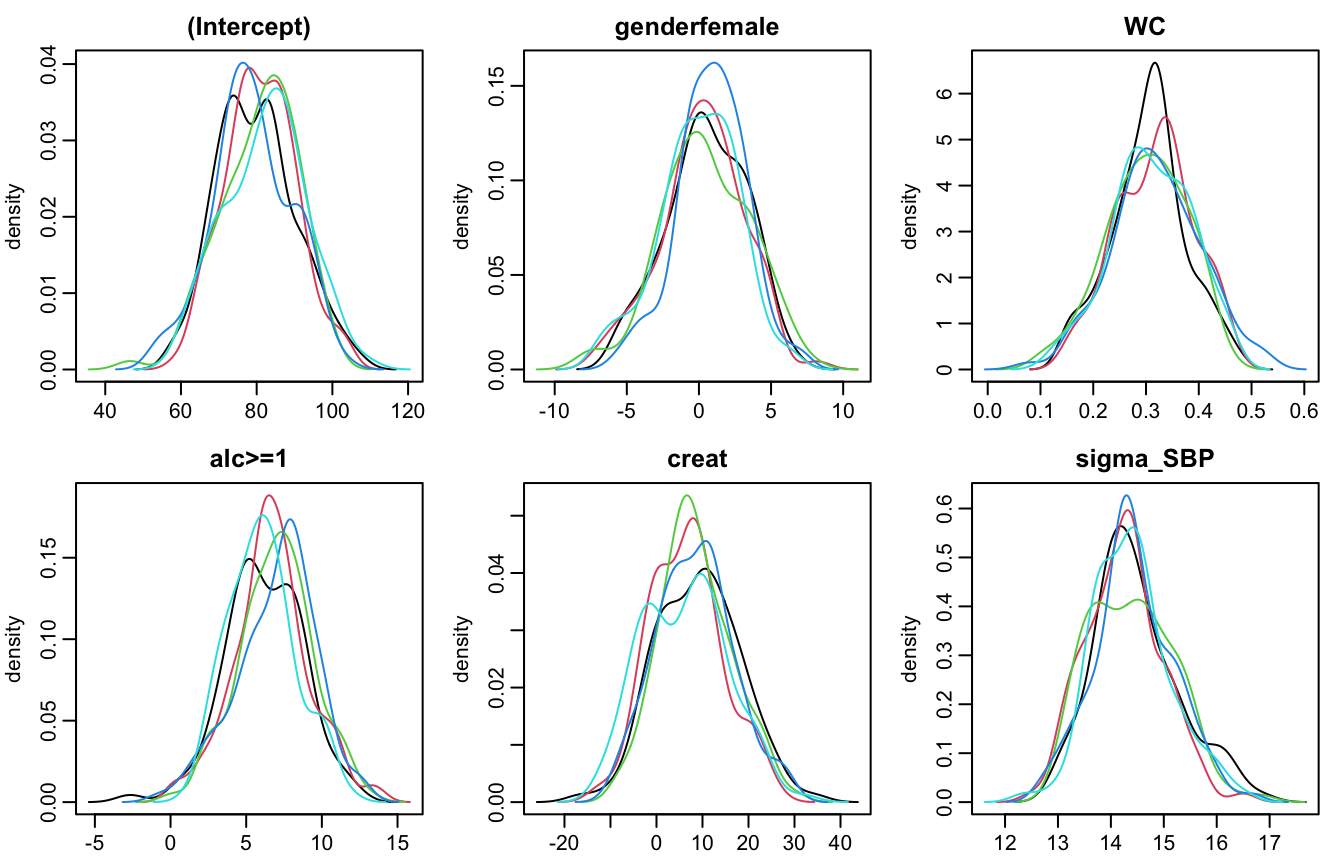 (Intercept)
density
0.00 0.01 0.02 0.03 0.04
40 60 80 100 120
genderfemale
density
0.00 0.05 0.10 0.15
-10 -5 0 5 10
WC
density
0 1 2 3 4 5 6
0.0 0.1 0.2 0.3 0.4 0.5 0.6
alc>=1
density
0.00 0.05 0.10 0.15
-5 0 5 10 15
creat
density
0.00 0.02 0.04
-20 0 10 20 30 40
sigma_SBP
density
0.0 0.1 0.2 0.3 0.4 0.5 0.6
12 13 14 15 16 17